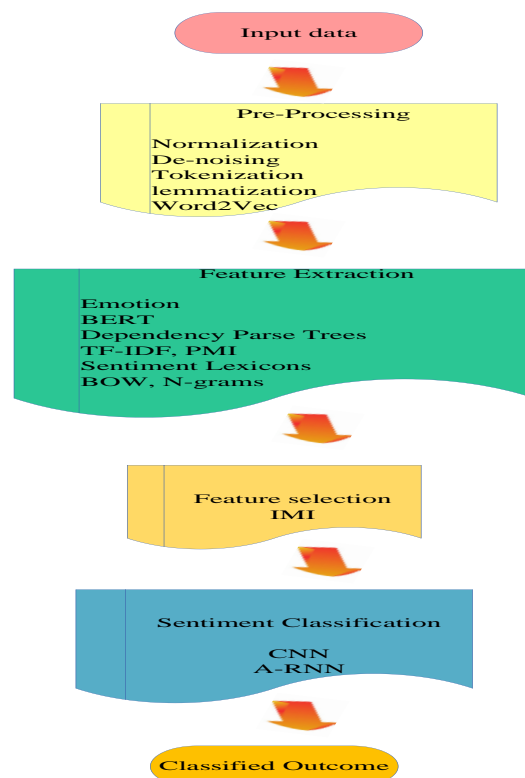 Input data
Pre-Processing
Normalization
De-noising
Tokenization
lemmatization
Word2Vec
Feature Extraction
Emotion
BERT
Dependency Parse Trees
TF-IDF, PMI
Sentiment Lexicons
BOW, N-grams
Feature selection
IMI
Sentiment Classification
CNN
A-RNN
Classified Outcome